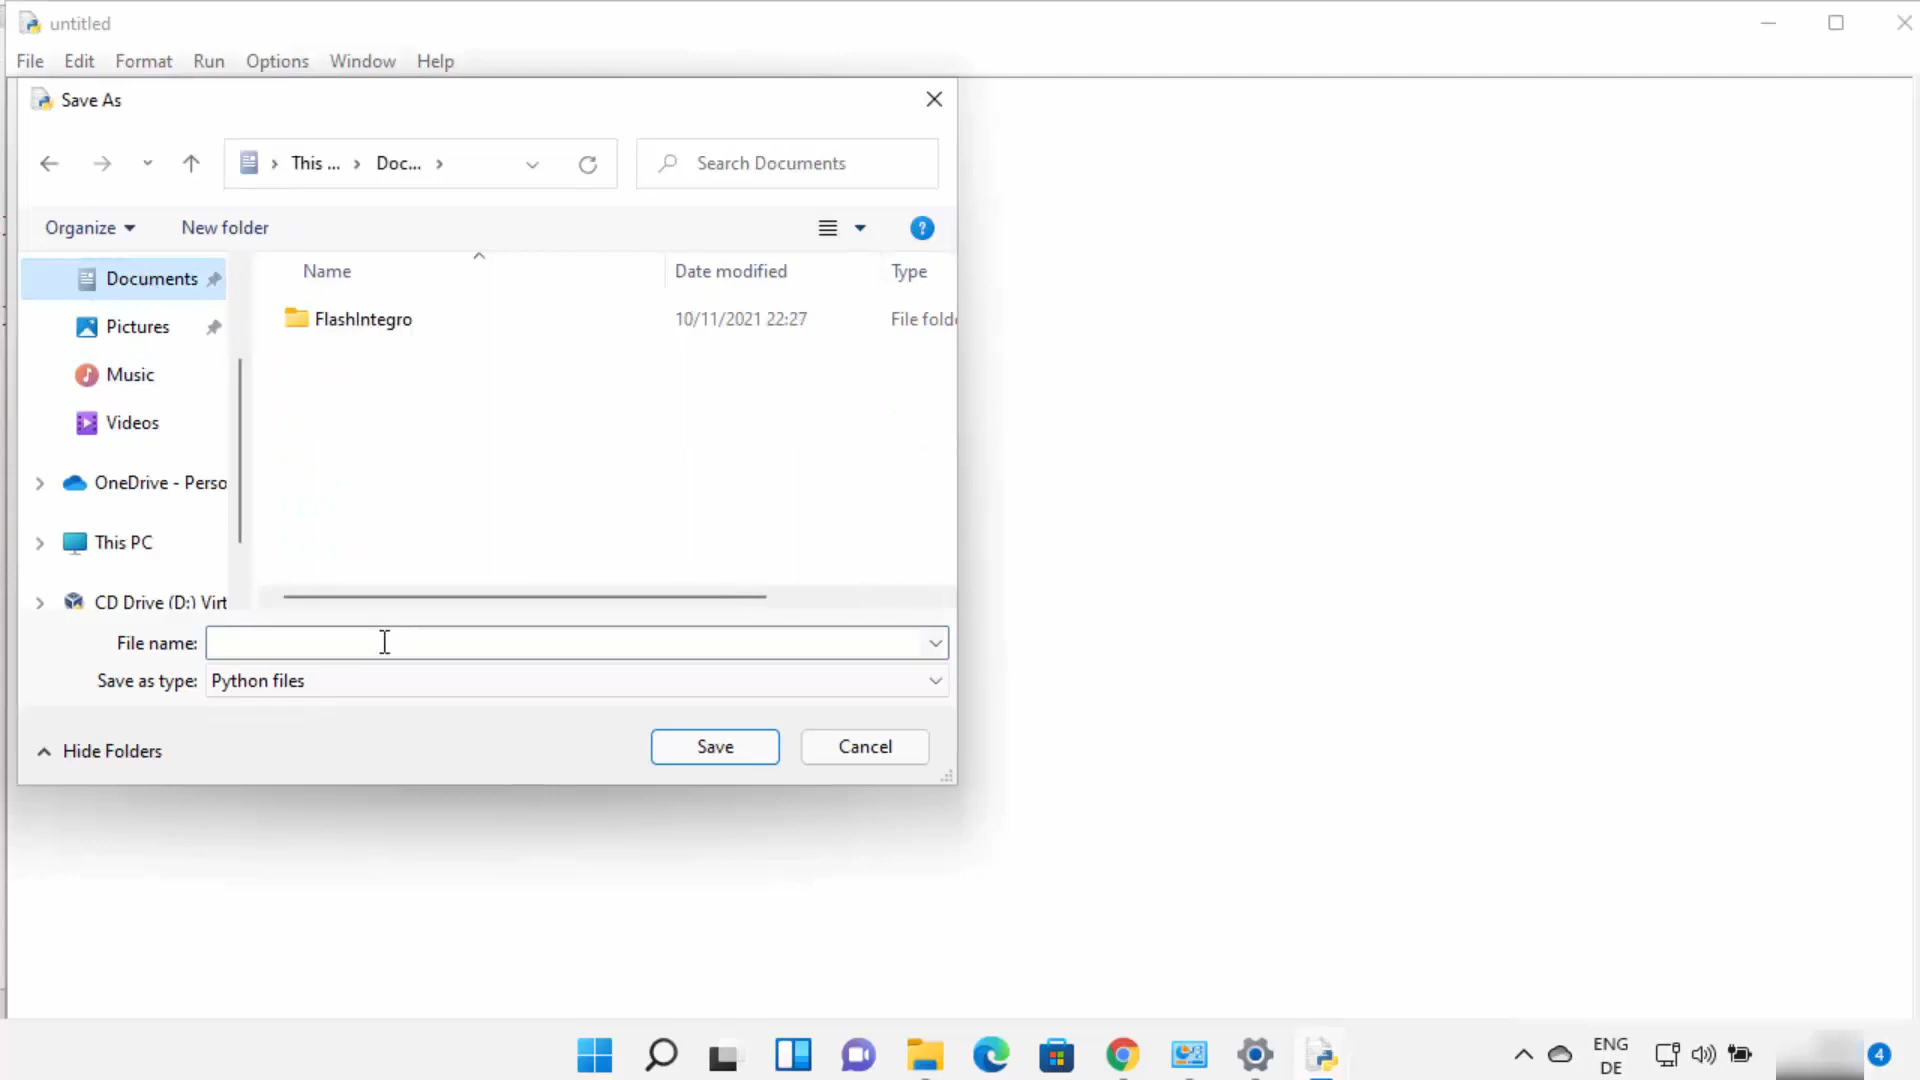 untitled
File Edit Format Run Options Window Help
Save As
This ... Doc...
Search Documents
Organize New folder
?
Name Date modified Type
Documents
FlashIntegro 10/11/2021 22:27 File fold
Pictures
Music
Videos
OneDrive - Perso
This PC
CD Drive (D:) Virt
File name:
Save as type: Python files
Hide Folders Save Cancel
ENG
DE
4